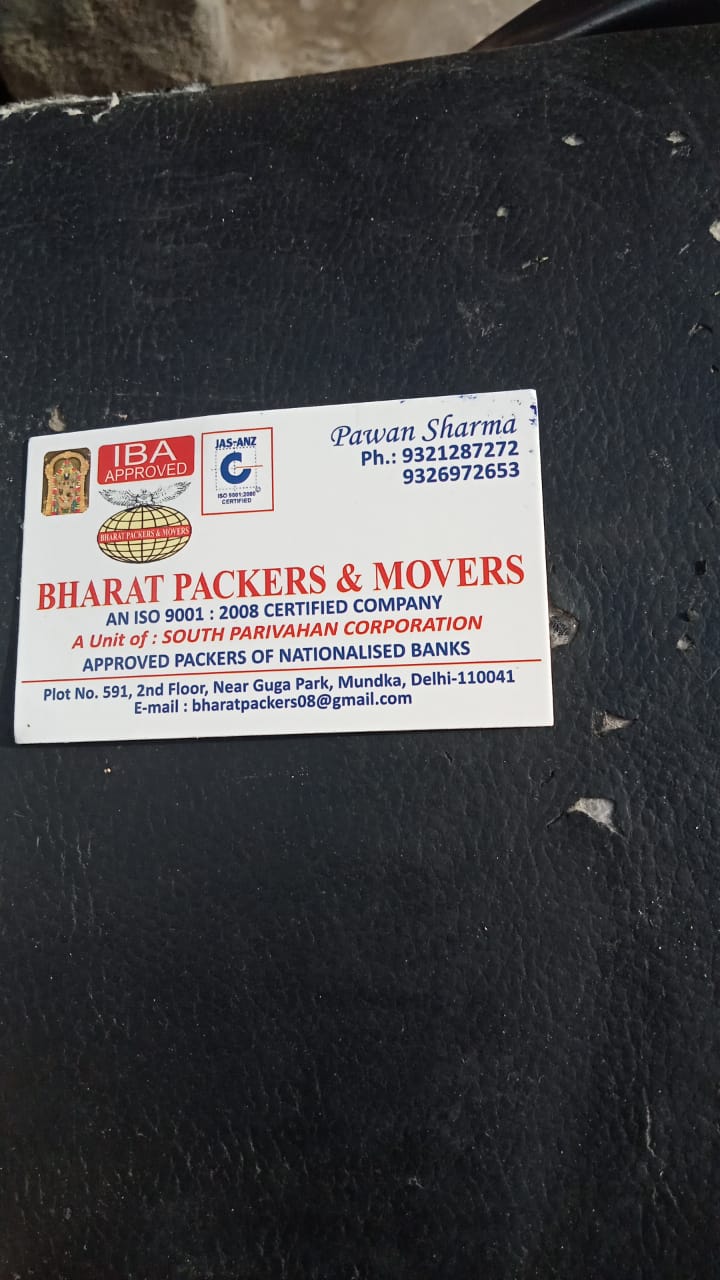 IBA
APPROVED
JAS-ANZ
ISO 9001:2008
CERTIFIED
Pawan Sharma
Ph.: 9321287272
9326972653
BHARAT PACKERS & MOVERS
BHARAT PACKERS & MOVERS
AN ISO 9001 : 2008 CERTIFIED COMPANY
A Unit of : SOUTH PARIVAHAN CORPORATION
APPROVED PACKERS OF NATIONALISED BANKS
Plot No. 591, 2nd Floor, Near Guga Park, Mundka, Delhi-110041
E-mail : bharatpackers08@gmail.com